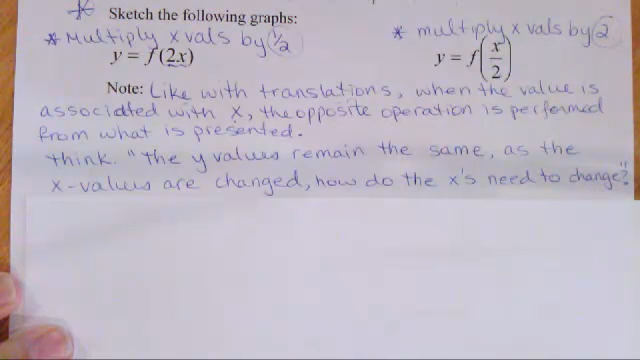 Sketch the following graphs:
* Multiply x vals by 1/2
* multiply x vals by 2
y = f(2x)
y = f(x/2)
Note: Like with translations, when the value is
associated with x, the opposite operation is performed
from what is presented.
Think: "the y values remain the same, as the
x-values are changed, how do the x's need to change?"